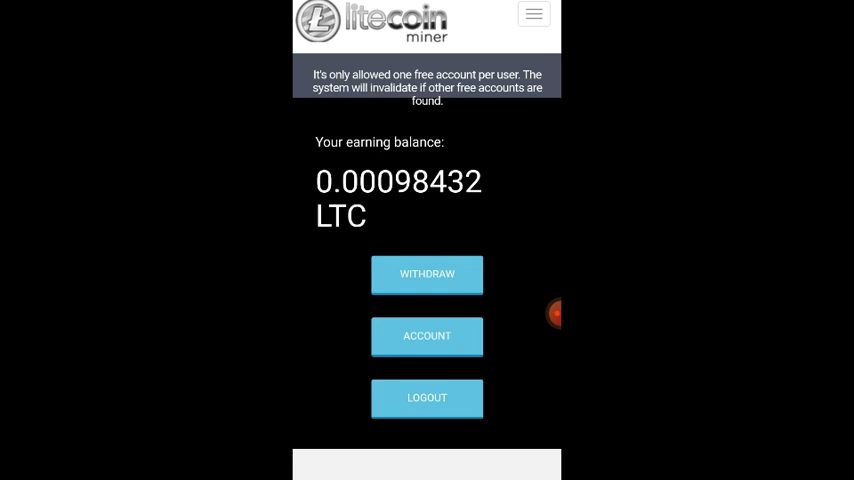 litecoin
miner
It's only allowed one free account per user. The
system will invalidate if other free accounts are
found.
Your earning balance:
0.00098432
LTC
WITHDRAW
ACCOUNT
LOGOUT